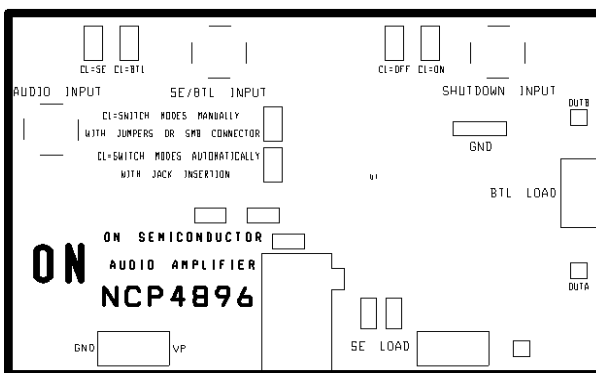 CL=SE CL=BTL CL=OFF CL=ON
AUDIO INPUT SE/BTL INPUT SHUTDOWN INPUT
OUTB
CL=SWITCH MODES MANUALLY
WITH JUMPERS OR SMB CONNECTOR
GND
CL=SWITCH MODES AUTOMATICALLY
WITH JACK INSERTION
U1
BTL LOAD
ON SEMICONDUCTOR
ON
AUDIO AMPLIFIER
NCP4896
OUTA
GND VP SE LOAD